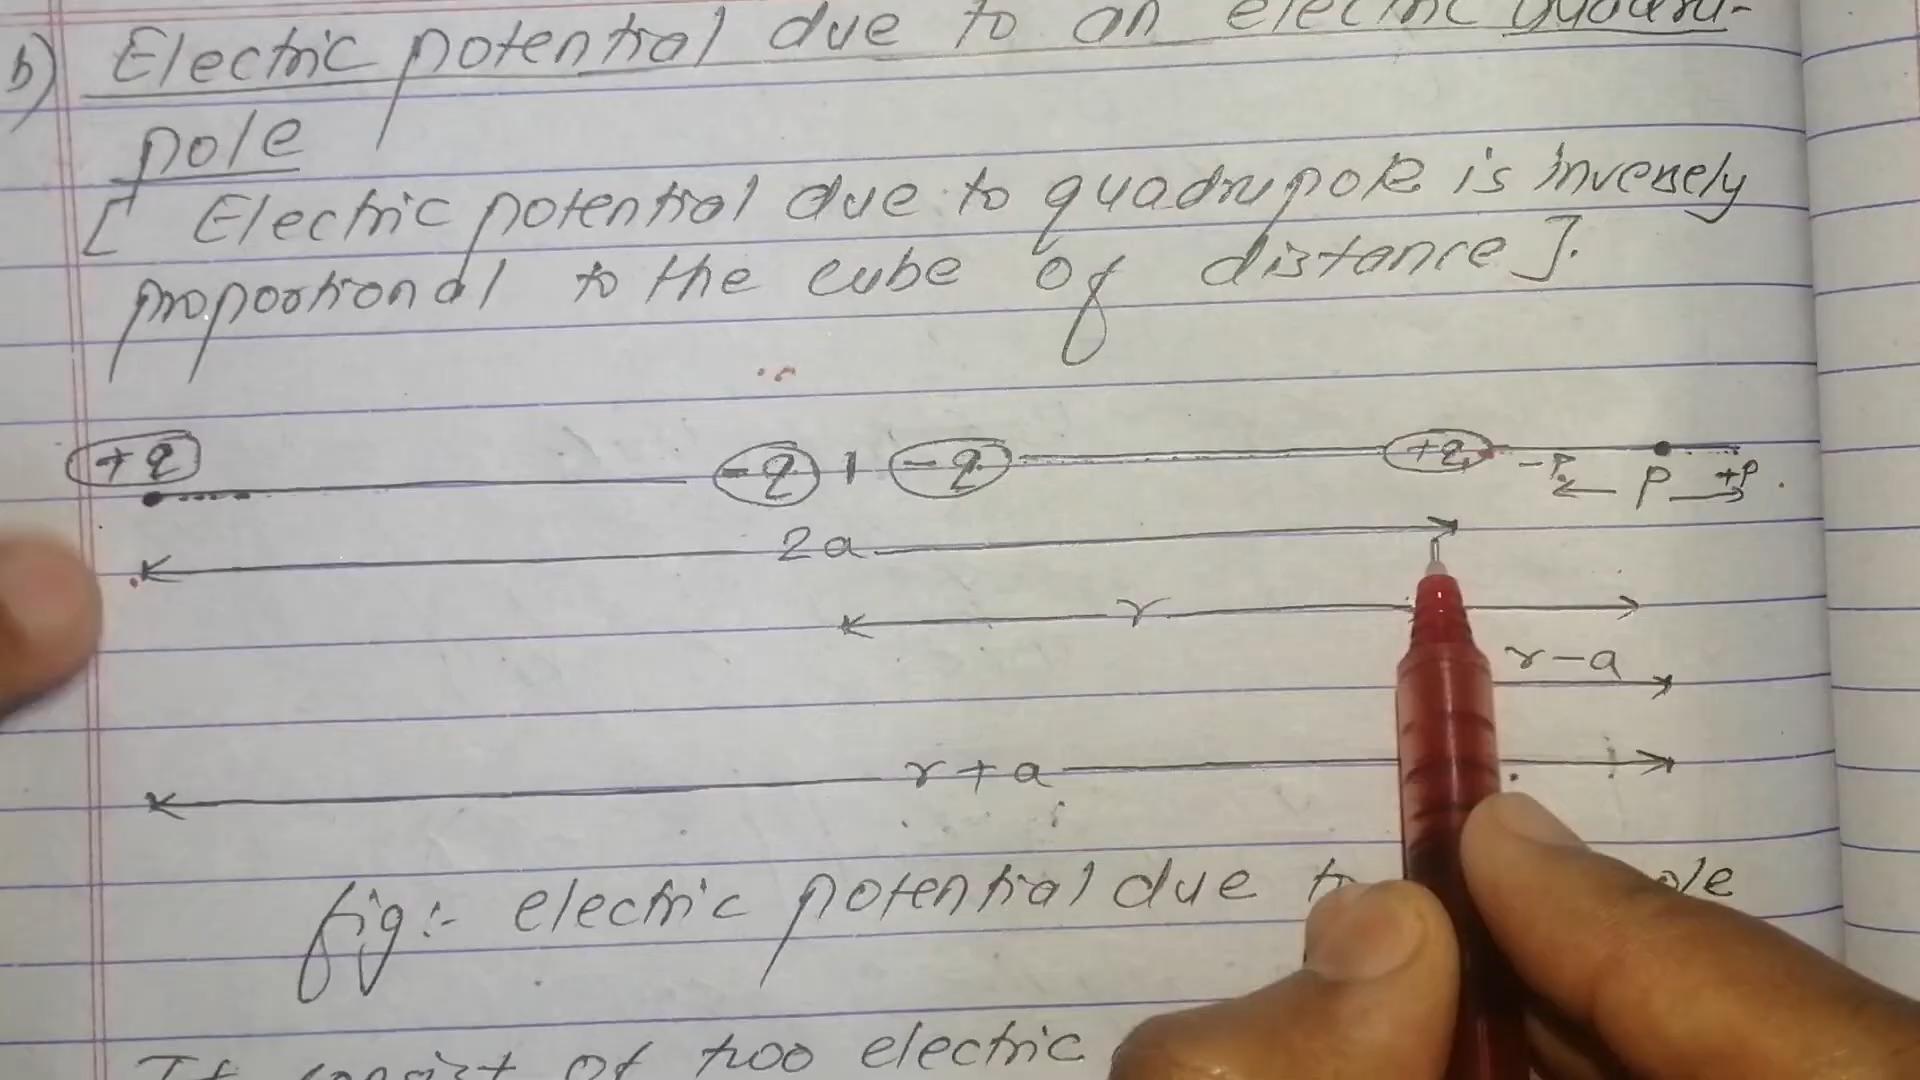 b) Electric potential due to an electric quadru-
pole
[ Electric potential due to quadrupole is inversely
proportional to the cube of distance ].
+q -q -q +q -P P +P
2a
r
r-a
r+a
fig:- electric potential due to
It consist of two electric